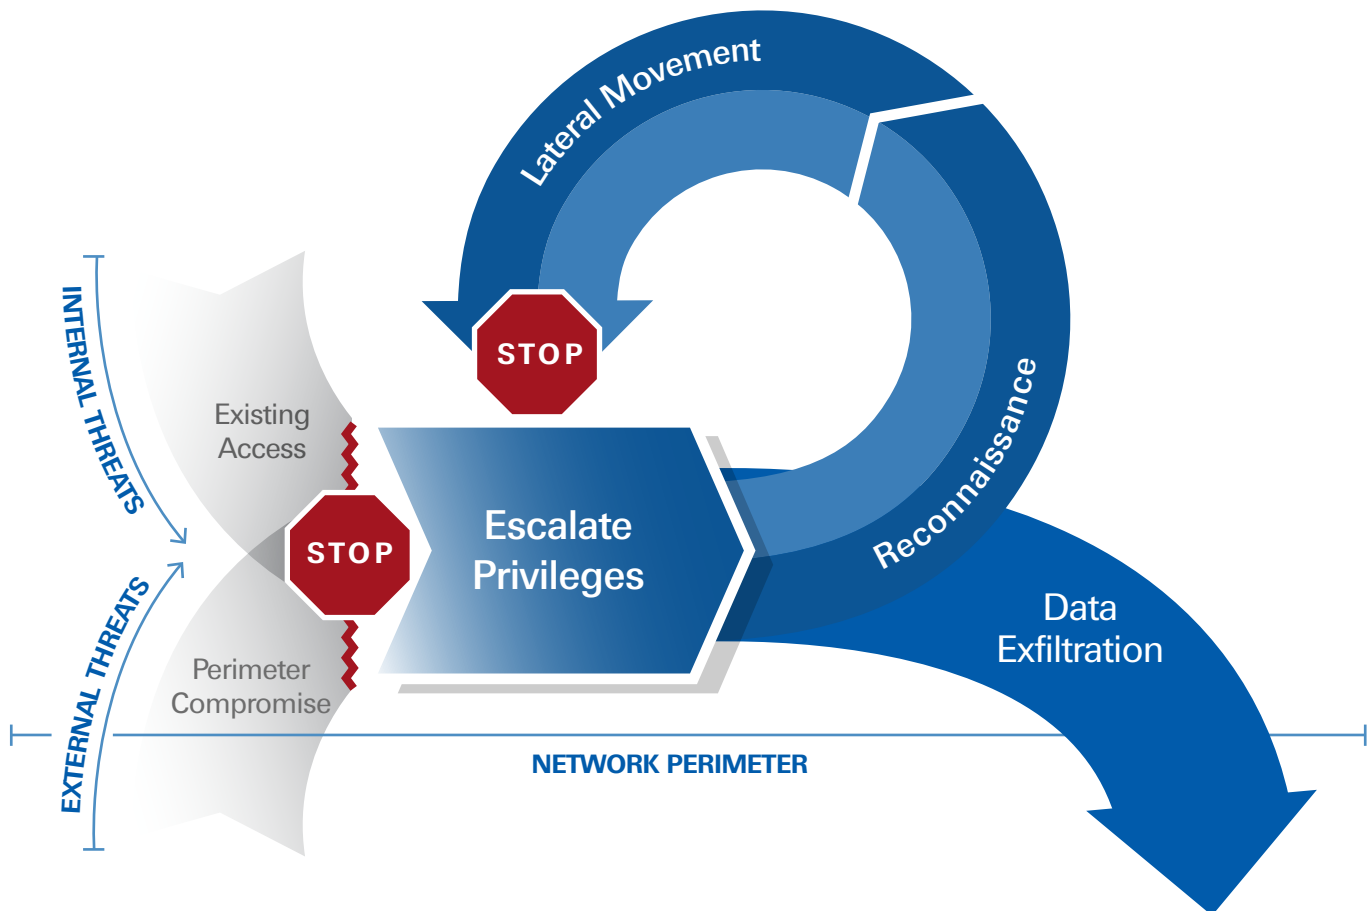 Lateral Movement
INTERNAL THREATS
STOP
Existing
Access
Reconnaissance
STOP
Escalate
Privileges
EXTERNAL THREATS
Perimeter
Compromise
Data
Exfiltration
NETWORK PERIMETER